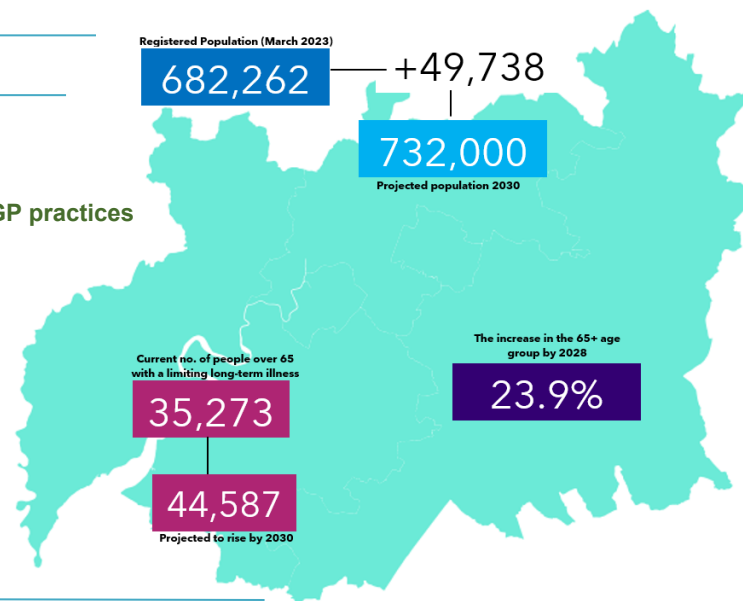 Registered Population (March 2023)
682,262
+49,738
732,000
Projected population 2030
GP practices
The increase in the 65+ age
group by 2028
23.9%
Current no. of people over 65
with a limiting long-term illness
35,273
44,587
Projected to rise by 2030